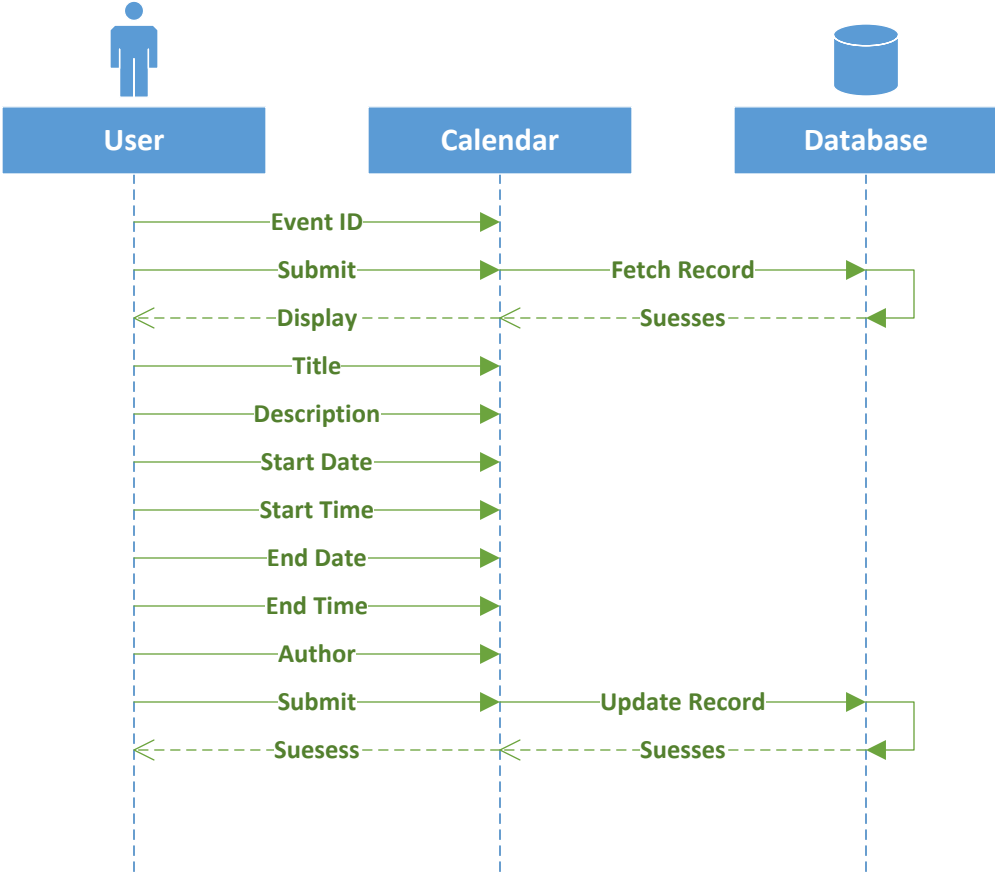 User
Calendar
Database
Event ID
Submit
Fetch Record
Display
Suesses
Title
Description
Start Date
Start Time
End Date
End Time
Author
Submit
Update Record
Suesess
Suesses